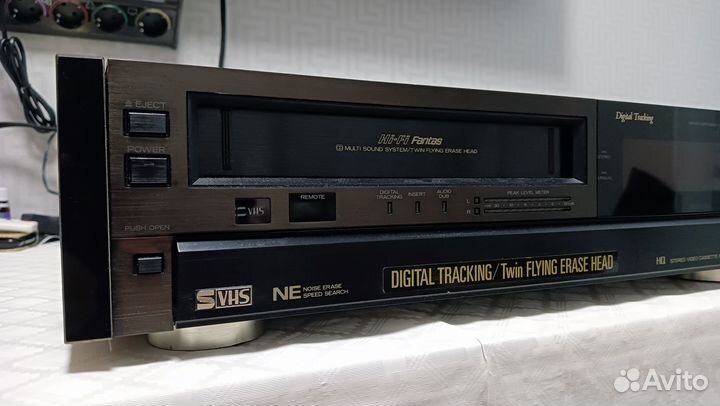 EJECT
POWER
PUSH OPEN
Hi-Fi Fantas
MULTI SOUND SYSTEM/TWIN FLYING ERASE HEAD
Digital Tracking
VHS
REMOTE
DIGITAL TRACKING
INSERT
AUDIO DUB
L
R
PEAK LEVEL METER
S VHS
NE NOISE ERASE
SPEED SEARCH
DIGITAL TRACKING/Twin FLYING ERASE HEAD
HQ STEREO VIDEO CASSETTE
Avito